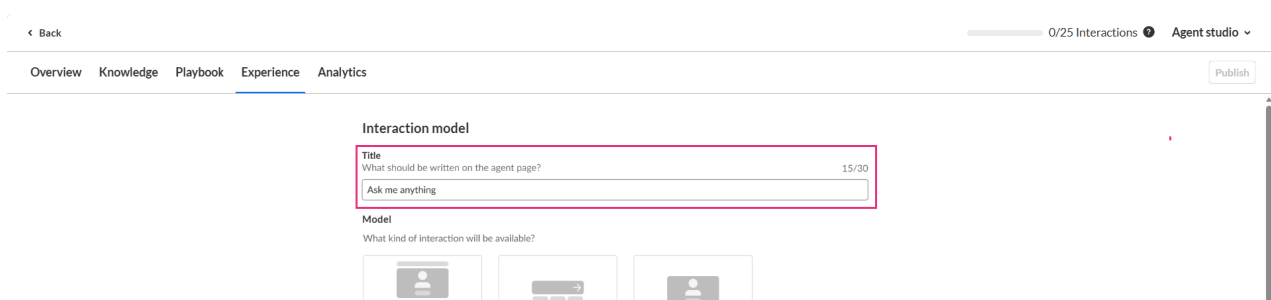 Back
0/25 Interactions ? Agent studio
Overview Knowledge Playbook Experience Analytics
Publish
Interaction model
Title
What should be written on the agent page? 15/30
Ask me anything
Model
What kind of interaction will be available?